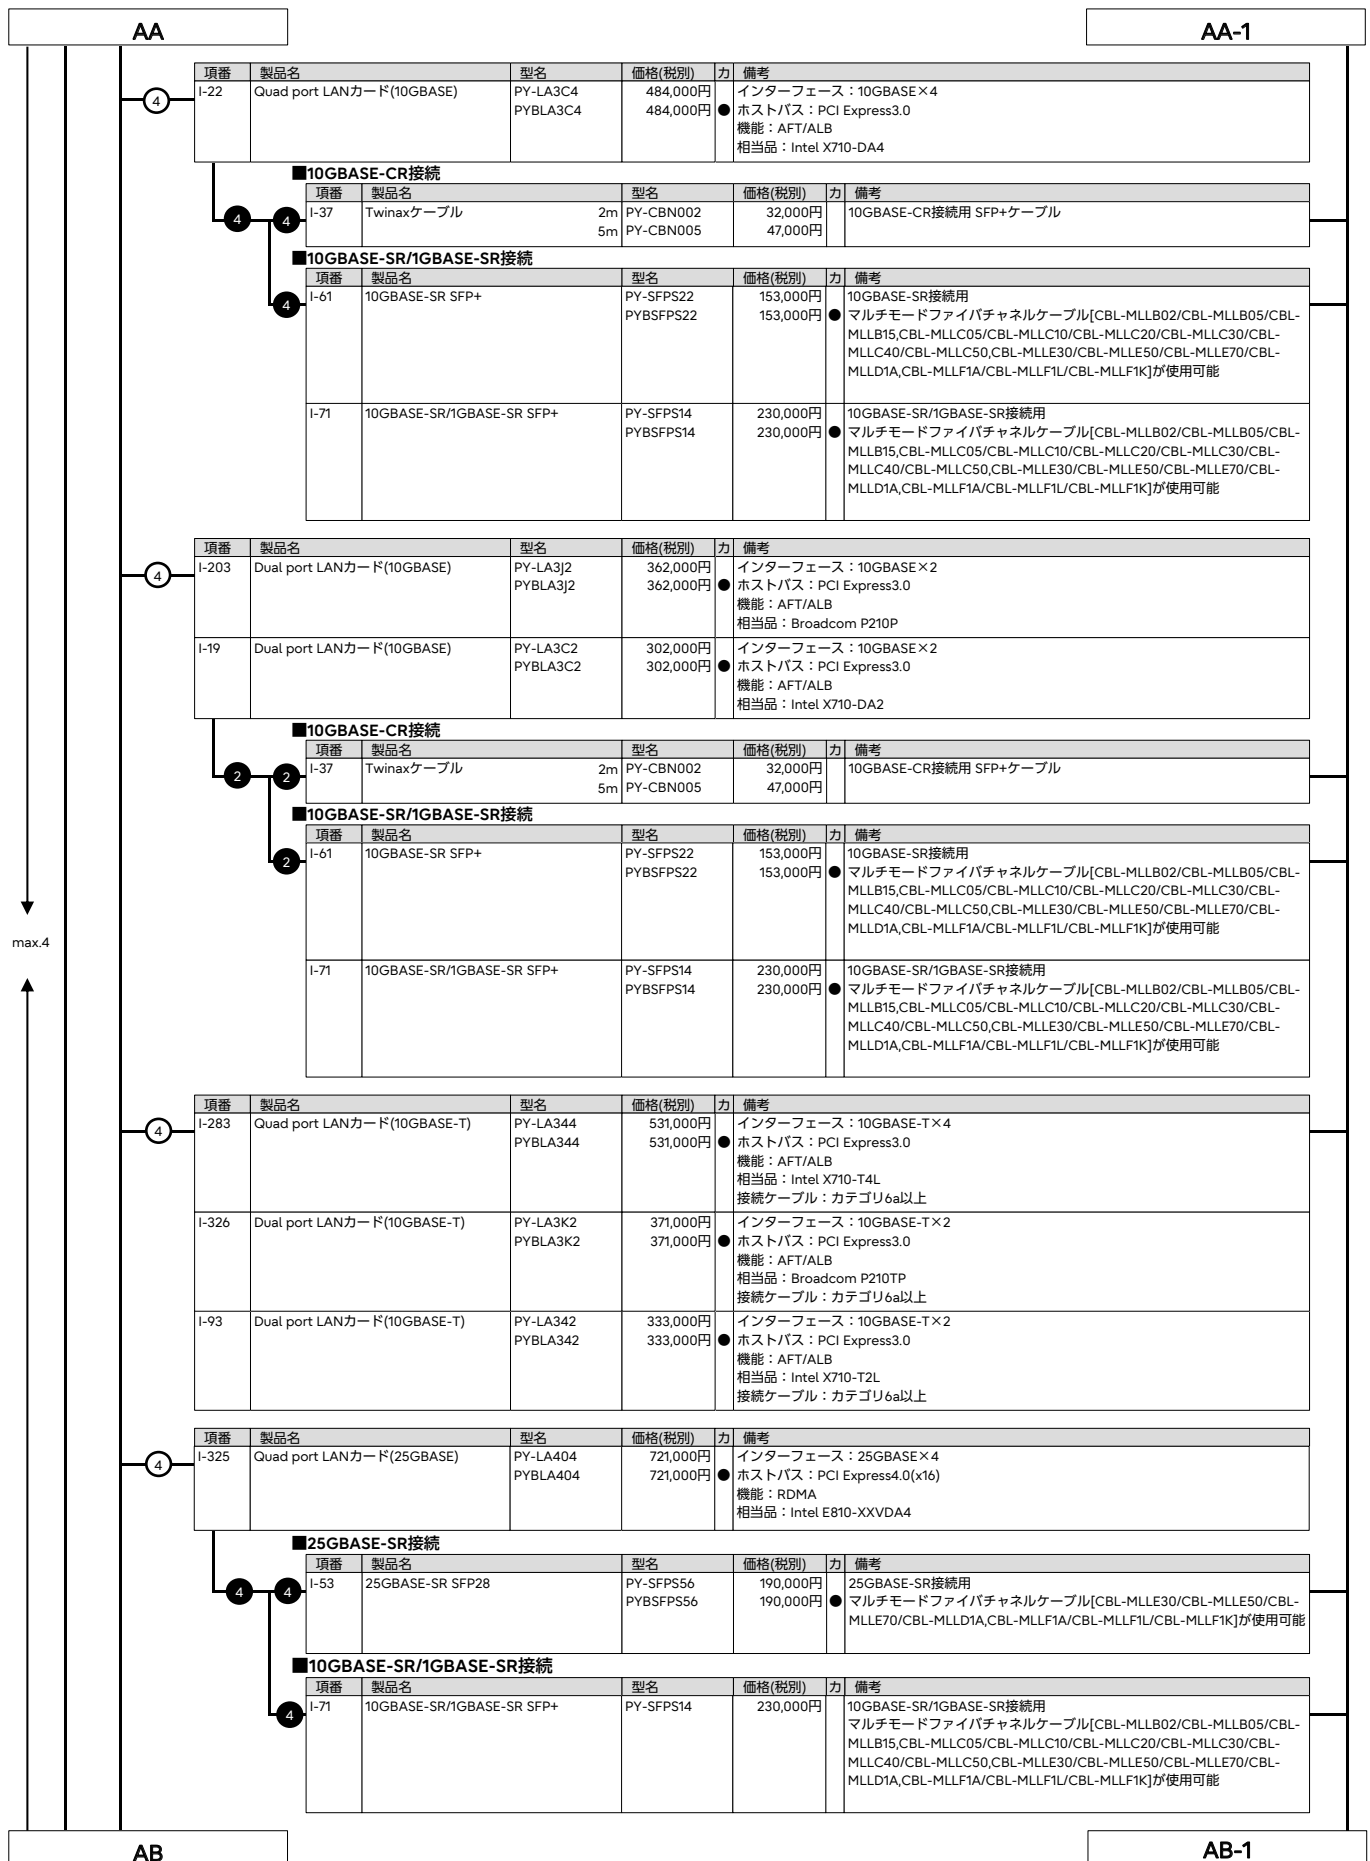 AA
AA-1
項番 製品名 型名 価格(税別) カ 備考
4
I-22 Quad port LANカード(10GBASE) PY-LA3C4 484,000円 インターフェース：10GBASE×4
PYBLA3C4 484,000円 ● ホストバス：PCI Express3.0
機能：AFT/ALB
相当品：Intel X710-DA4
■10GBASE-CR接続
項番 製品名 型名 価格(税別) カ 備考
4 4
I-37 Twinaxケーブル 2m PY-CBN002 32,000円 10GBASE-CR接続用 SFP+ケーブル
5m PY-CBN005 47,000円
■10GBASE-SR/1GBASE-SR接続
項番 製品名 型名 価格(税別) カ 備考
4
I-61 10GBASE-SR SFP+ PY-SFPS22 153,000円 10GBASE-SR接続用
PYBSFPS22 153,000円 ● マルチモードファイバチャネルケーブル[CBL-MLLB02/CBL-MLLB05/CBL-
MLLB15,CBL-MLLC05/CBL-MLLC10/CBL-MLLC20/CBL-MLLC30/CBL-
MLLC40/CBL-MLLC50,CBL-MLLE30/CBL-MLLE50/CBL-MLLE70/CBL-
MLLD1A,CBL-MLLF1A/CBL-MLLF1L/CBL-MLLF1K]が使用可能
I-71 10GBASE-SR/1GBASE-SR SFP+ PY-SFPS14 230,000円 10GBASE-SR/1GBASE-SR接続用
PYBSFPS14 230,000円 ● マルチモードファイバチャネルケーブル[CBL-MLLB02/CBL-MLLB05/CBL-
MLLB15,CBL-MLLC05/CBL-MLLC10/CBL-MLLC20/CBL-MLLC30/CBL-
MLLC40/CBL-MLLC50,CBL-MLLE30/CBL-MLLE50/CBL-MLLE70/CBL-
MLLD1A,CBL-MLLF1A/CBL-MLLF1L/CBL-MLLF1K]が使用可能
項番 製品名 型名 価格(税別) カ 備考
4
I-203 Dual port LANカード(10GBASE) PY-LA3J2 362,000円 インターフェース：10GBASE×2
PYBLA3J2 362,000円 ● ホストバス：PCI Express3.0
機能：AFT/ALB
相当品：Broadcom P210P
I-19 Dual port LANカード(10GBASE) PY-LA3C2 302,000円 インターフェース：10GBASE×2
PYBLA3C2 302,000円 ● ホストバス：PCI Express3.0
機能：AFT/ALB
相当品：Intel X710-DA2
■10GBASE-CR接続
項番 製品名 型名 価格(税別) カ 備考
2 2
I-37 Twinaxケーブル 2m PY-CBN002 32,000円 10GBASE-CR接続用 SFP+ケーブル
5m PY-CBN005 47,000円
■10GBASE-SR/1GBASE-SR接続
項番 製品名 型名 価格(税別) カ 備考
2
I-61 10GBASE-SR SFP+ PY-SFPS22 153,000円 10GBASE-SR接続用
PYBSFPS22 153,000円 ● マルチモードファイバチャネルケーブル[CBL-MLLB02/CBL-MLLB05/CBL-
MLLB15,CBL-MLLC05/CBL-MLLC10/CBL-MLLC20/CBL-MLLC30/CBL-
MLLC40/CBL-MLLC50,CBL-MLLE30/CBL-MLLE50/CBL-MLLE70/CBL-
MLLD1A,CBL-MLLF1A/CBL-MLLF1L/CBL-MLLF1K]が使用可能
max.4
I-71 10GBASE-SR/1GBASE-SR SFP+ PY-SFPS14 230,000円 10GBASE-SR/1GBASE-SR接続用
PYBSFPS14 230,000円 ● マルチモードファイバチャネルケーブル[CBL-MLLB02/CBL-MLLB05/CBL-
MLLB15,CBL-MLLC05/CBL-MLLC10/CBL-MLLC20/CBL-MLLC30/CBL-
MLLC40/CBL-MLLC50,CBL-MLLE30/CBL-MLLE50/CBL-MLLE70/CBL-
MLLD1A,CBL-MLLF1A/CBL-MLLF1L/CBL-MLLF1K]が使用可能
項番 製品名 型名 価格(税別) カ 備考
4
I-283 Quad port LANカード(10GBASE-T) PY-LA344 531,000円 インターフェース：10GBASE-T×4
PYBLA344 531,000円 ● ホストバス：PCI Express3.0
機能：AFT/ALB
相当品：Intel X710-T4L
接続ケーブル：カテゴリ6a以上
I-326 Dual port LANカード(10GBASE-T) PY-LA3K2 371,000円 インターフェース：10GBASE-T×2
PYBLA3K2 371,000円 ● ホストバス：PCI Express3.0
機能：AFT/ALB
相当品：Broadcom P210TP
接続ケーブル：カテゴリ6a以上
I-93 Dual port LANカード(10GBASE-T) PY-LA342 333,000円 インターフェース：10GBASE-T×2
PYBLA342 333,000円 ● ホストバス：PCI Express3.0
機能：AFT/ALB
相当品：Intel X710-T2L
接続ケーブル：カテゴリ6a以上
項番 製品名 型名 価格(税別) カ 備考
4
I-325 Quad port LANカード(25GBASE) PY-LA404 721,000円 インターフェース：25GBASE×4
PYBLA404 721,000円 ● ホストバス：PCI Express4.0(x16)
機能：RDMA
相当品：Intel E810-XXVDA4
■25GBASE-SR接続
項番 製品名 型名 価格(税別) カ 備考
4 4
I-53 25GBASE-SR SFP28 PY-SFPS56 190,000円 25GBASE-SR接続用
PYBSFPS56 190,000円 ● マルチモードファイバチャネルケーブル[CBL-MLLE30/CBL-MLLE50/CBL-
MLLE70/CBL-MLLD1A,CBL-MLLF1A/CBL-MLLF1L/CBL-MLLF1K]が使用可能
■10GBASE-SR/1GBASE-SR接続
項番 製品名 型名 価格(税別) カ 備考
4
I-71 10GBASE-SR/1GBASE-SR SFP+ PY-SFPS14 230,000円 10GBASE-SR/1GBASE-SR接続用
マルチモードファイバチャネルケーブル[CBL-MLLB02/CBL-MLLB05/CBL-
MLLB15,CBL-MLLC05/CBL-MLLC10/CBL-MLLC20/CBL-MLLC30/CBL-
MLLC40/CBL-MLLC50,CBL-MLLE30/CBL-MLLE50/CBL-MLLE70/CBL-
MLLD1A,CBL-MLLF1A/CBL-MLLF1L/CBL-MLLF1K]が使用可能
AB
AB-1